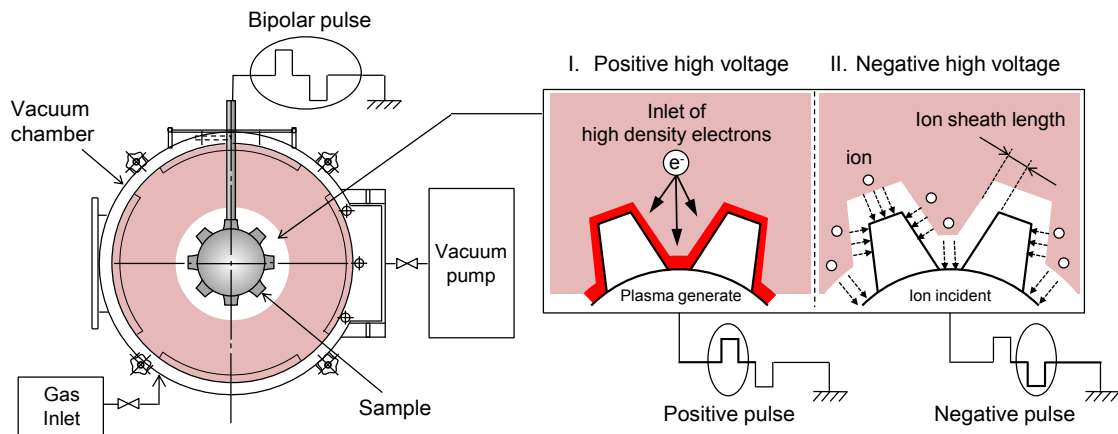 Bipolar pulse
Vacuum
chamber
Vacuum
pump
Gas
Inlet
Sample
I. Positive high voltage
II. Negative high voltage
Inlet of
high density electrons
e-
Plasma generate
Ion sheath length
ion
Ion incident
Positive pulse
Negative pulse